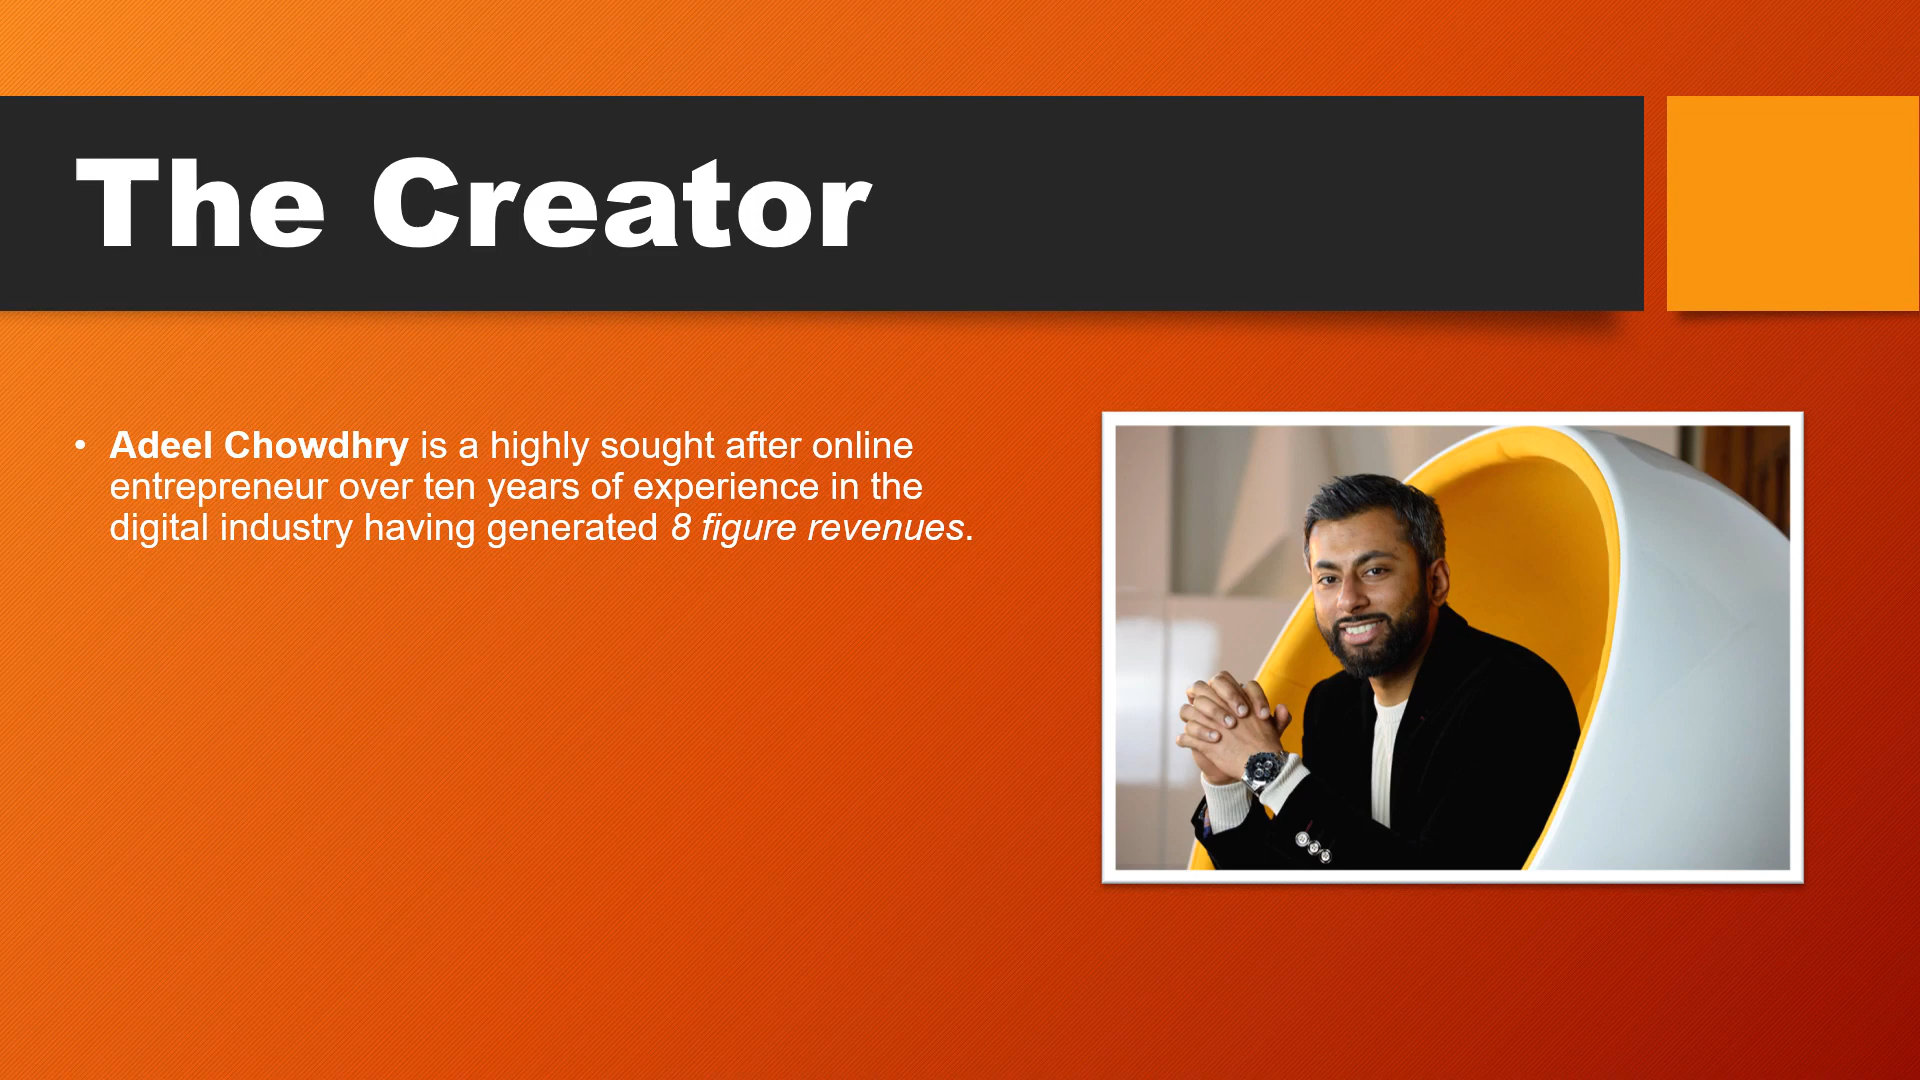 The Creator
• Adeel Chowdhry is a highly sought after online
entrepreneur over ten years of experience in the
digital industry having generated 8 figure revenues.